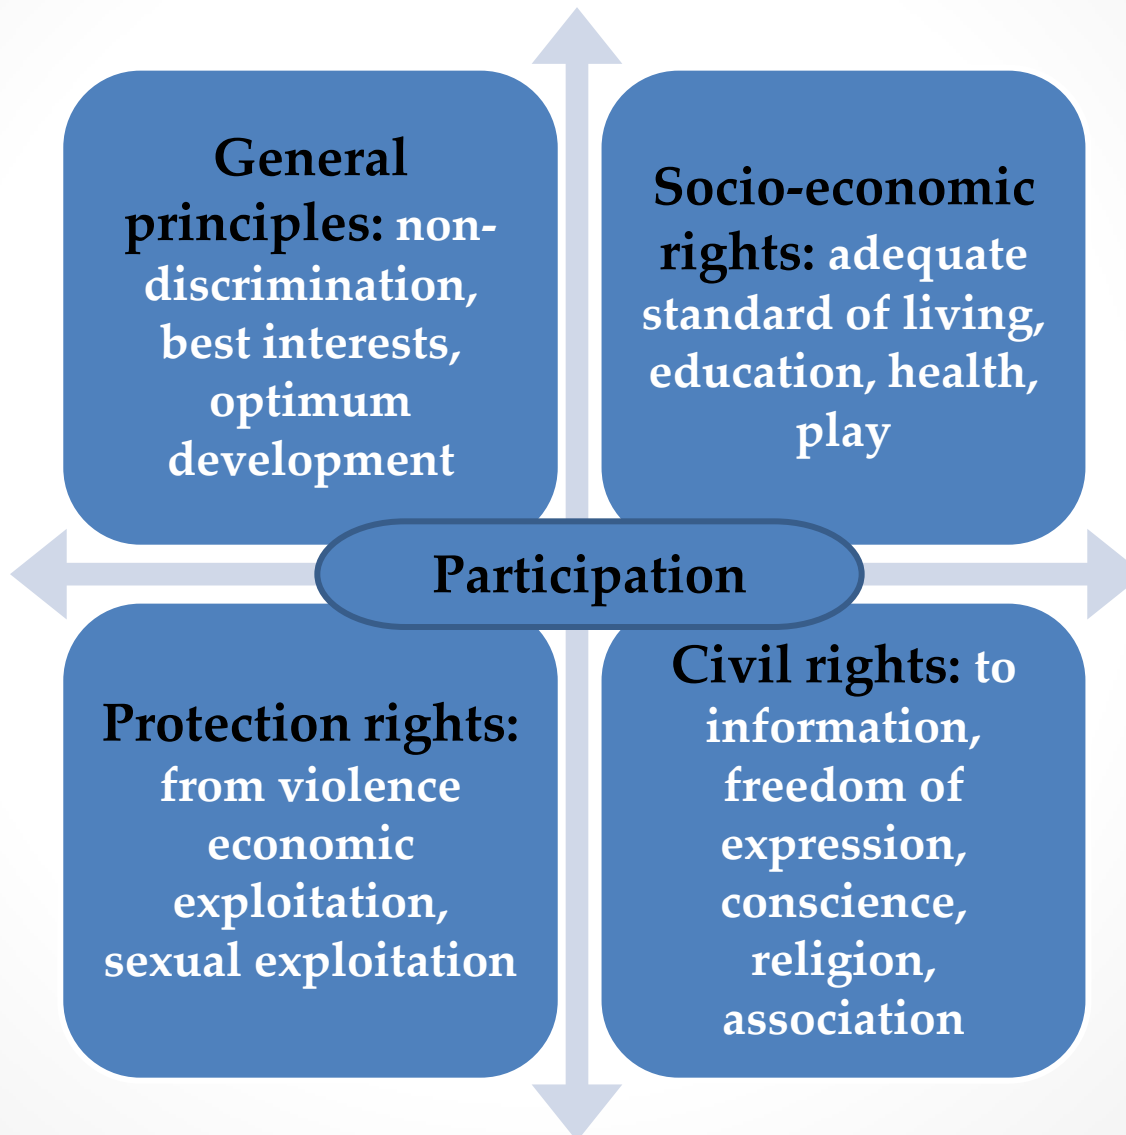 General
principles: non-
discrimination,
best interests,
optimum
development
Socio-economic
rights: adequate
standard of living,
education, health,
play
Participation
Protection rights:
from violence
economic
exploitation,
sexual exploitation
Civil rights: to
information,
freedom of
expression,
conscience,
religion,
association